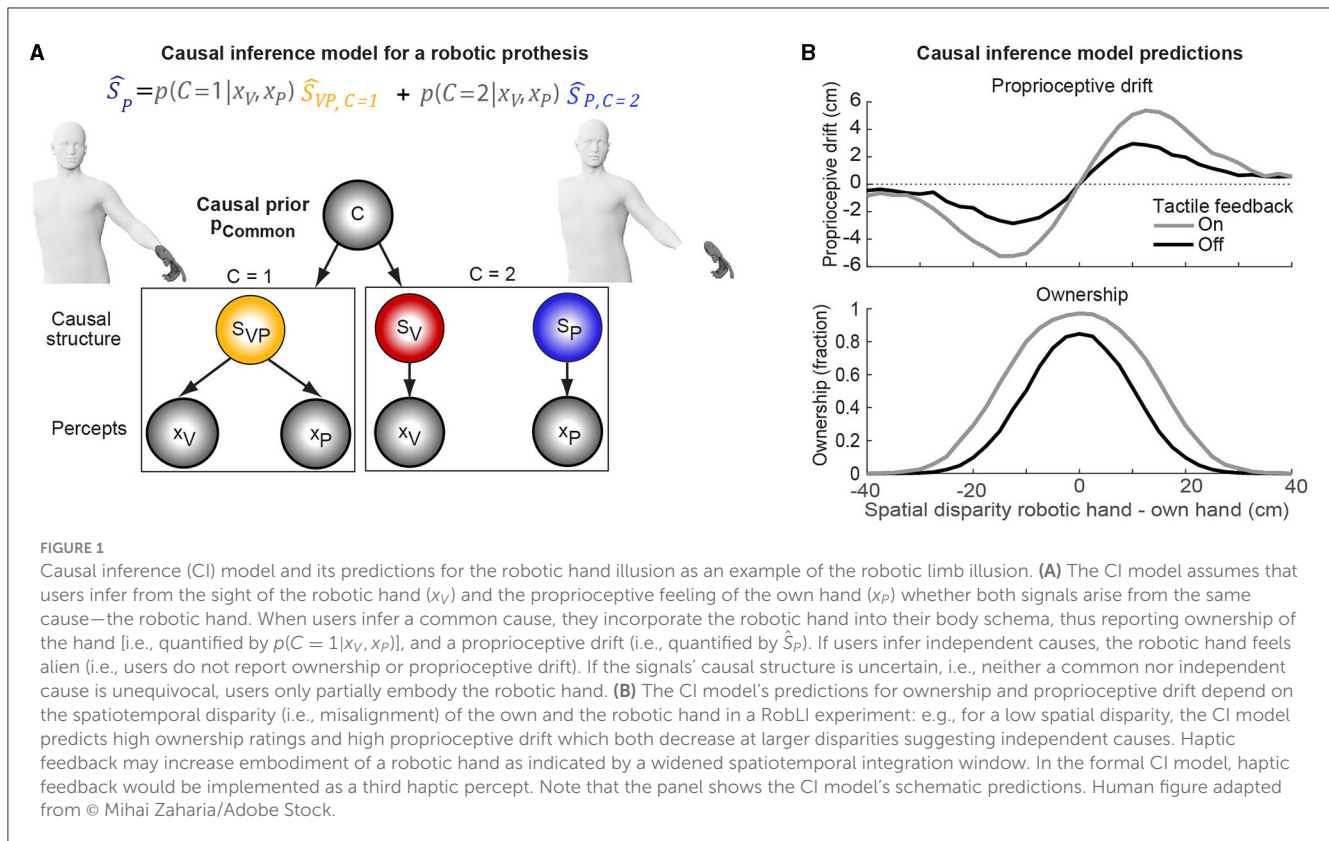 A
Causal inference model for a robotic prothesis
Ŝ_P = p(C=1|x_V, x_P) Ŝ_VP, C=1 + p(C=2|x_V, x_P) Ŝ_P, C=2
Causal prior
p_Common
C
C = 1
C = 2
Causal
structure
S_VP
S_V
S_P
Percepts
x_V
x_P
x_V
x_P
B
Causal inference model predictions
Proprioceptive drift
Propriocepive drift (cm)
6
4
2
0
-2
-4
-6
Tactile feedback
On
Off
Ownership
Ownership (fraction)
1
0.8
0.6
0.4
0.2
0
-40
-20
0
20
40
Spatial disparity robotic hand - own hand (cm)
FIGURE 1
Causal inference (CI) model and its predictions for the robotic hand illusion as an example of the robotic limb illusion. (A) The CI model assumes that
users infer from the sight of the robotic hand (x_V) and the proprioceptive feeling of the own hand (x_P) whether both signals arise from the same
cause—the robotic hand. When users infer a common cause, they incorporate the robotic hand into their body schema, thus reporting ownership of
the hand [i.e., quantified by p(C = 1|x_V, x_P)], and a proprioceptive drift (i.e., quantified by Ŝ_P). If users infer independent causes, the robotic hand feels
alien (i.e., users do not report ownership or proprioceptive drift). If the signals' causal structure is uncertain, i.e., neither a common nor independent
cause is unequivocal, users only partially embody the robotic hand. (B) The CI model's predictions for ownership and proprioceptive drift depend on
the spatiotemporal disparity (i.e., misalignment) of the own and the robotic hand in a RobLI experiment: e.g., for a low spatial disparity, the CI model
predicts high ownership ratings and high proprioceptive drift which both decrease at larger disparities suggesting independent causes. Haptic
feedback may increase embodiment of a robotic hand as indicated by a widened spatiotemporal integration window. In the formal CI model, haptic
feedback would be implemented as a third haptic percept. Note that the panel shows the CI model's schematic predictions. Human figure adapted
from © Mihai Zaharia/Adobe Stock.